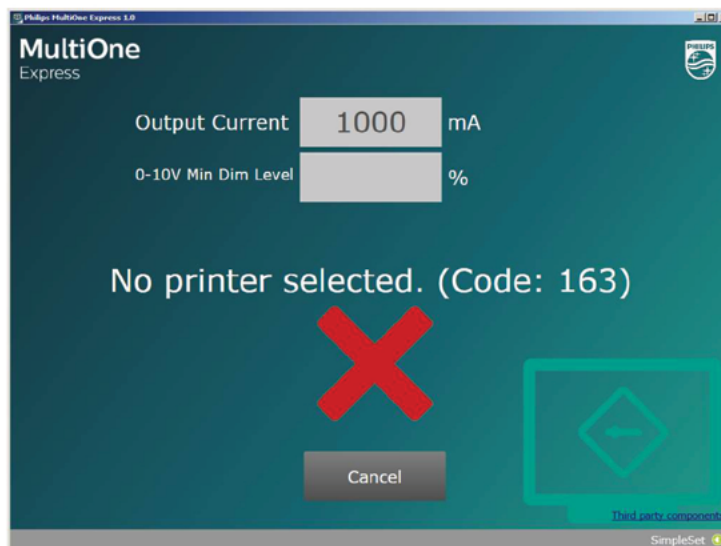 Philips MultiOne Express 1.0
MultiOne
Express
PHILIPS
Output Current 1000 mA
0-10V Min Dim Level %
No printer selected. (Code: 163)
Cancel
Third party components
SimpleSet